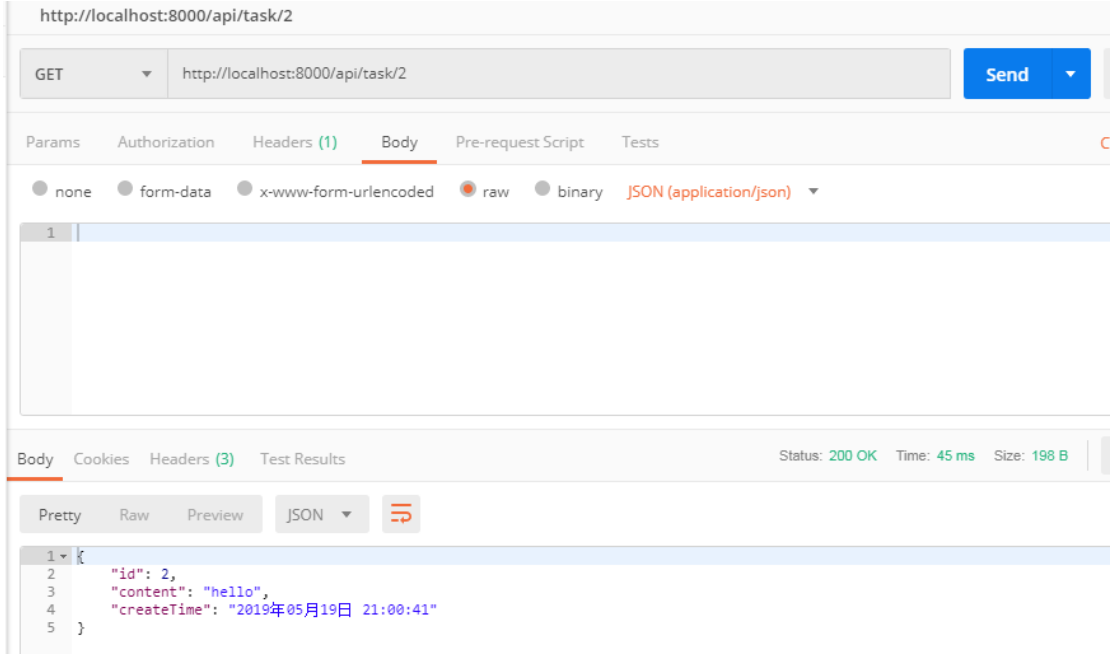 http://localhost:8000/api/task/2
GET http://localhost:8000/api/task/2 Send
Params Authorization Headers (1) Body Pre-request Script Tests C
none form-data x-www-form-urlencoded raw binary JSON (application/json)
1
Body Cookies Headers (3) Test Results Status: 200 OK Time: 45 ms Size: 198 B
Pretty Raw Preview JSON
1 {
2 "id": 2,
3 "content": "hello",
4 "createTime": "2019年05月19日 21:00:41"
5 }